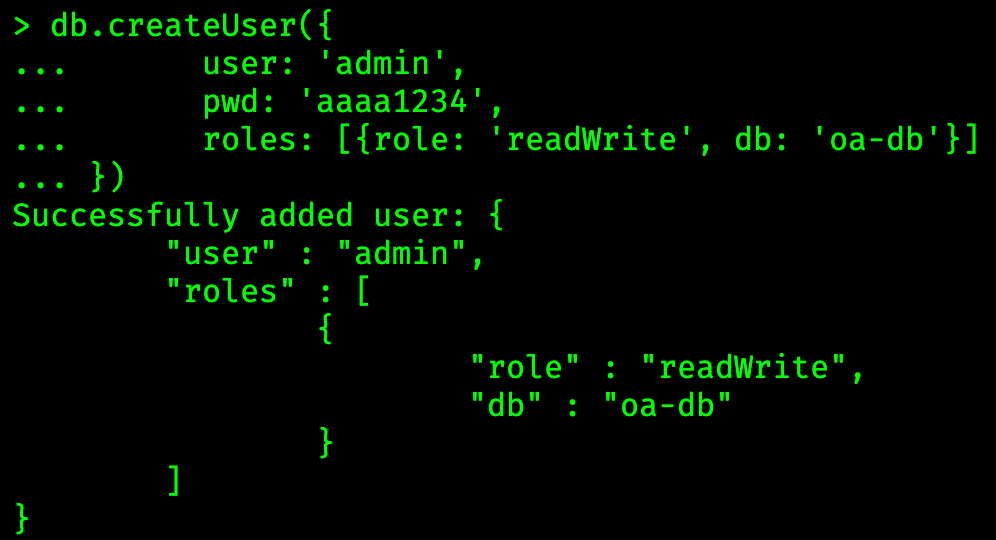 > db.createUser({
...       user: 'admin',
...       pwd: 'aaaa1234',
...       roles: [{role: 'readWrite', db: 'oa-db'}]
... })
Successfully added user: {
        "user" : "admin",
        "roles" : [
                {
                        "role" : "readWrite",
                        "db" : "oa-db"
                }
        ]
}